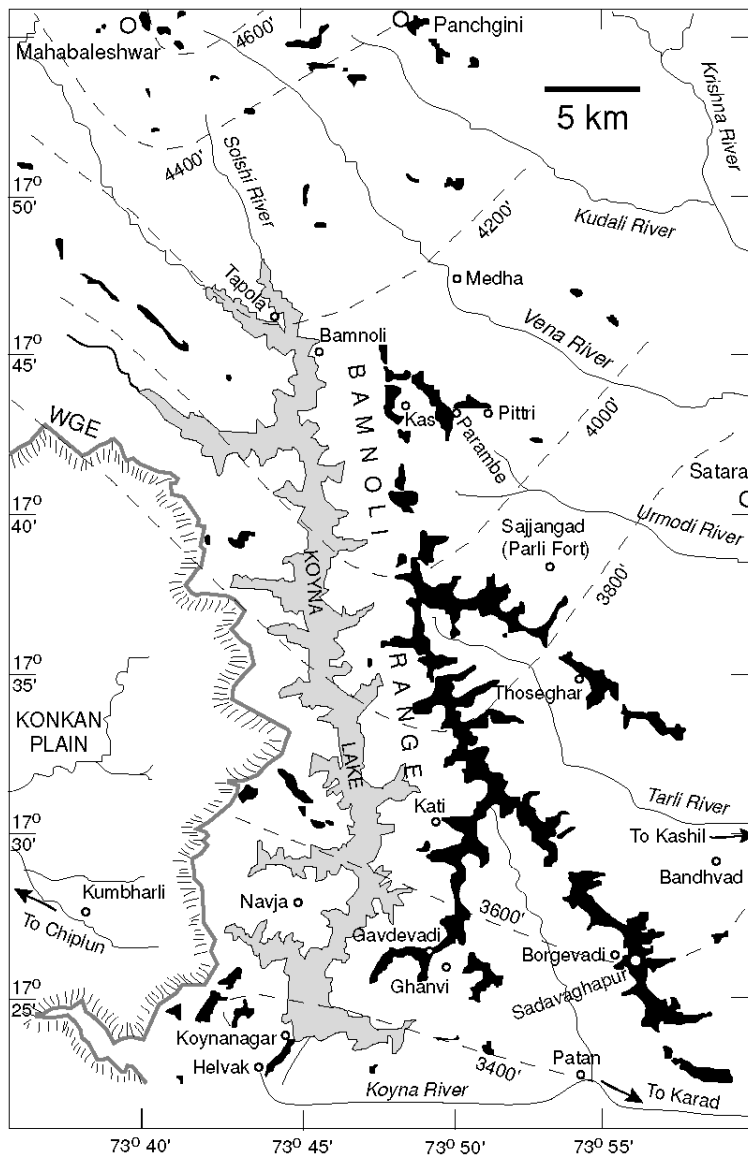 Mahabaleshwar
4600'
Panchgini
Krishna River
5 km
4400'
Solshi River
17°
50'
4200'
Kudali River
Tapola
Medha
Bamnoli
Vena River
17°
45'
BAMNOLI
WGE
Kas
Pittri
Parambe
4000'
Satara
17°
40'
Sajjangad
(Parli Fort)
Urmodi River
KOYNA
3800'
17°
35'
RANGE
Thoseghar
KONKAN
PLAIN
LAKE
Tarli River
Kati
17°
30'
To Kashil
Bandhvad
Kumbharli
To Chiplun
Navja
3600'
Gavdevadi
Borgevadi
Ghanvi
Sadavaghapur
17°
25'
Koynanagar
Helvak
3400'
Patan
Koyna River
To Karad
73° 40'
73° 45'
73° 50'
73° 55'